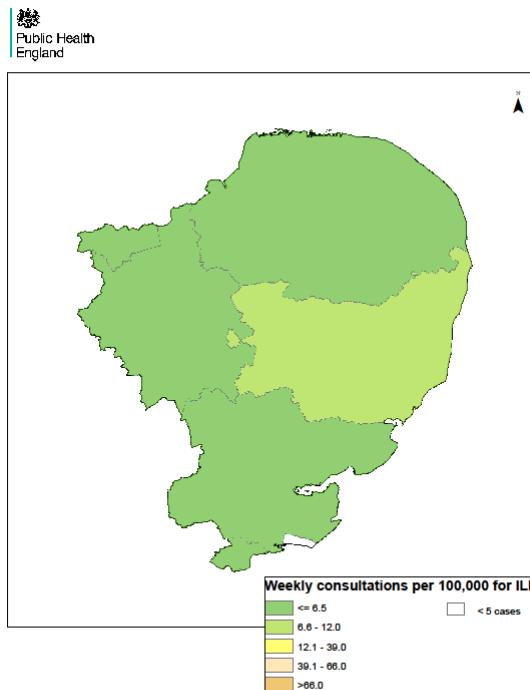 Public Health
England
N
Weekly consultations per 100,000 for ILI
<= 6.5
< 5 cases
6.6 - 12.0
12.1 - 39.0
39.1 - 66.0
>66.0